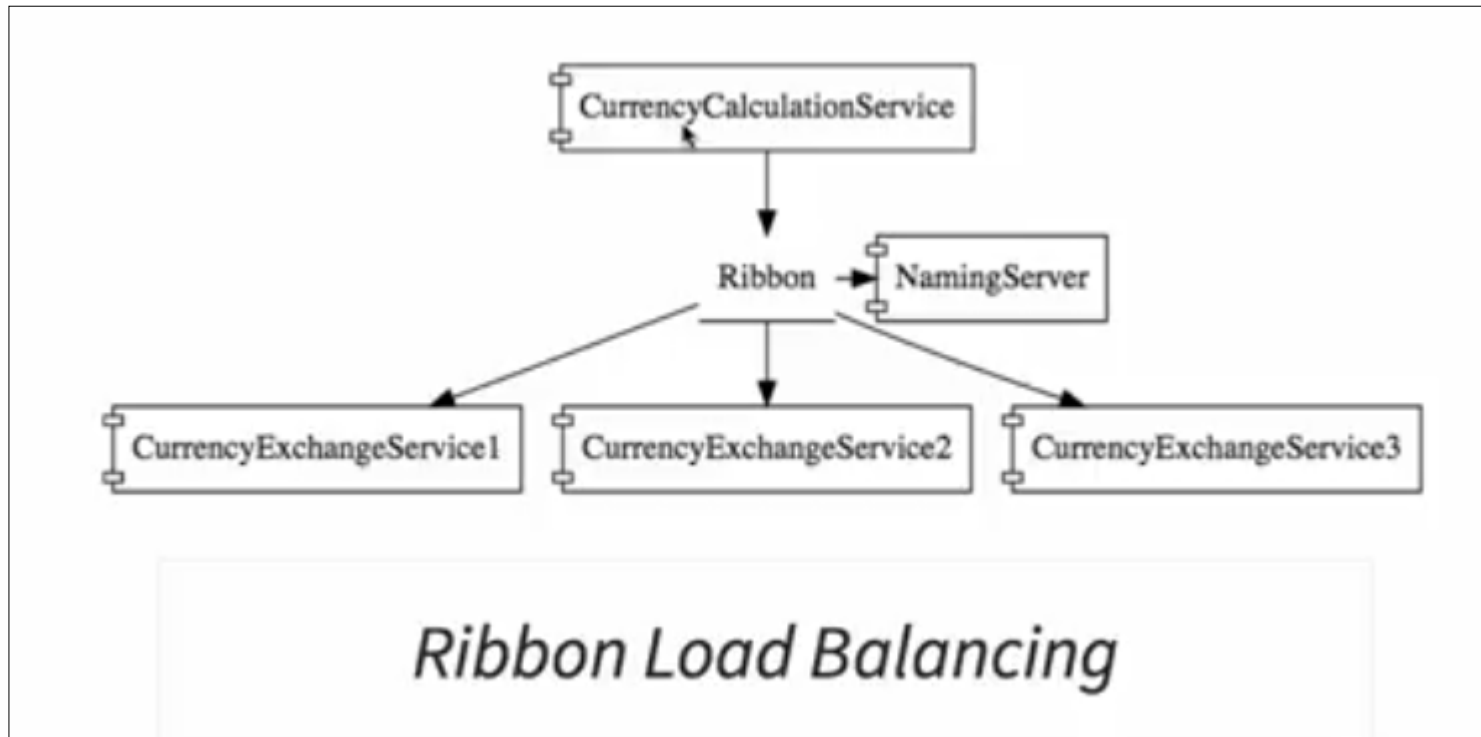 CurrencyCalculationService
Ribbon
NamingServer
CurrencyExchangeService1
CurrencyExchangeService2
CurrencyExchangeService3
Ribbon Load Balancing